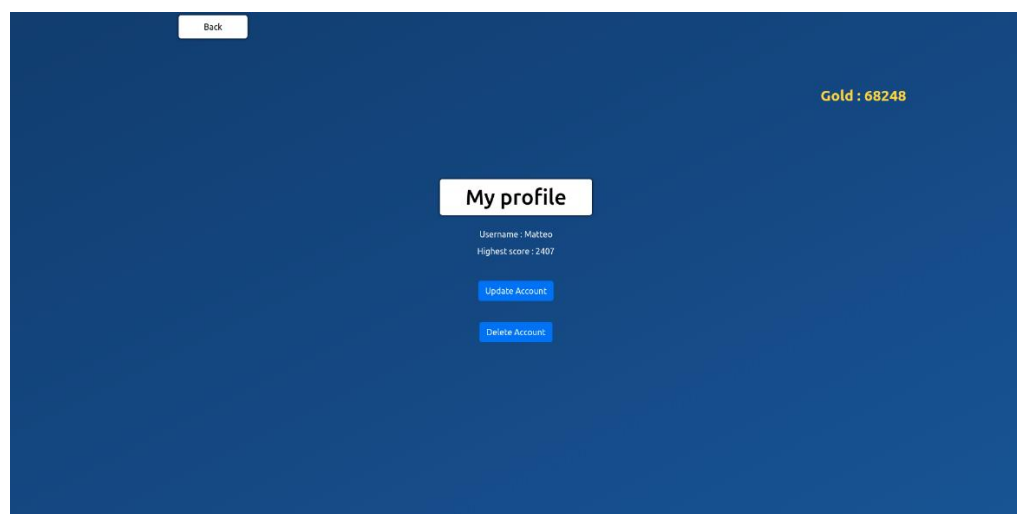 Back
Gold : 68248
My profile
Username : Matteo
Highest score : 2407
Update Account
Delete Account